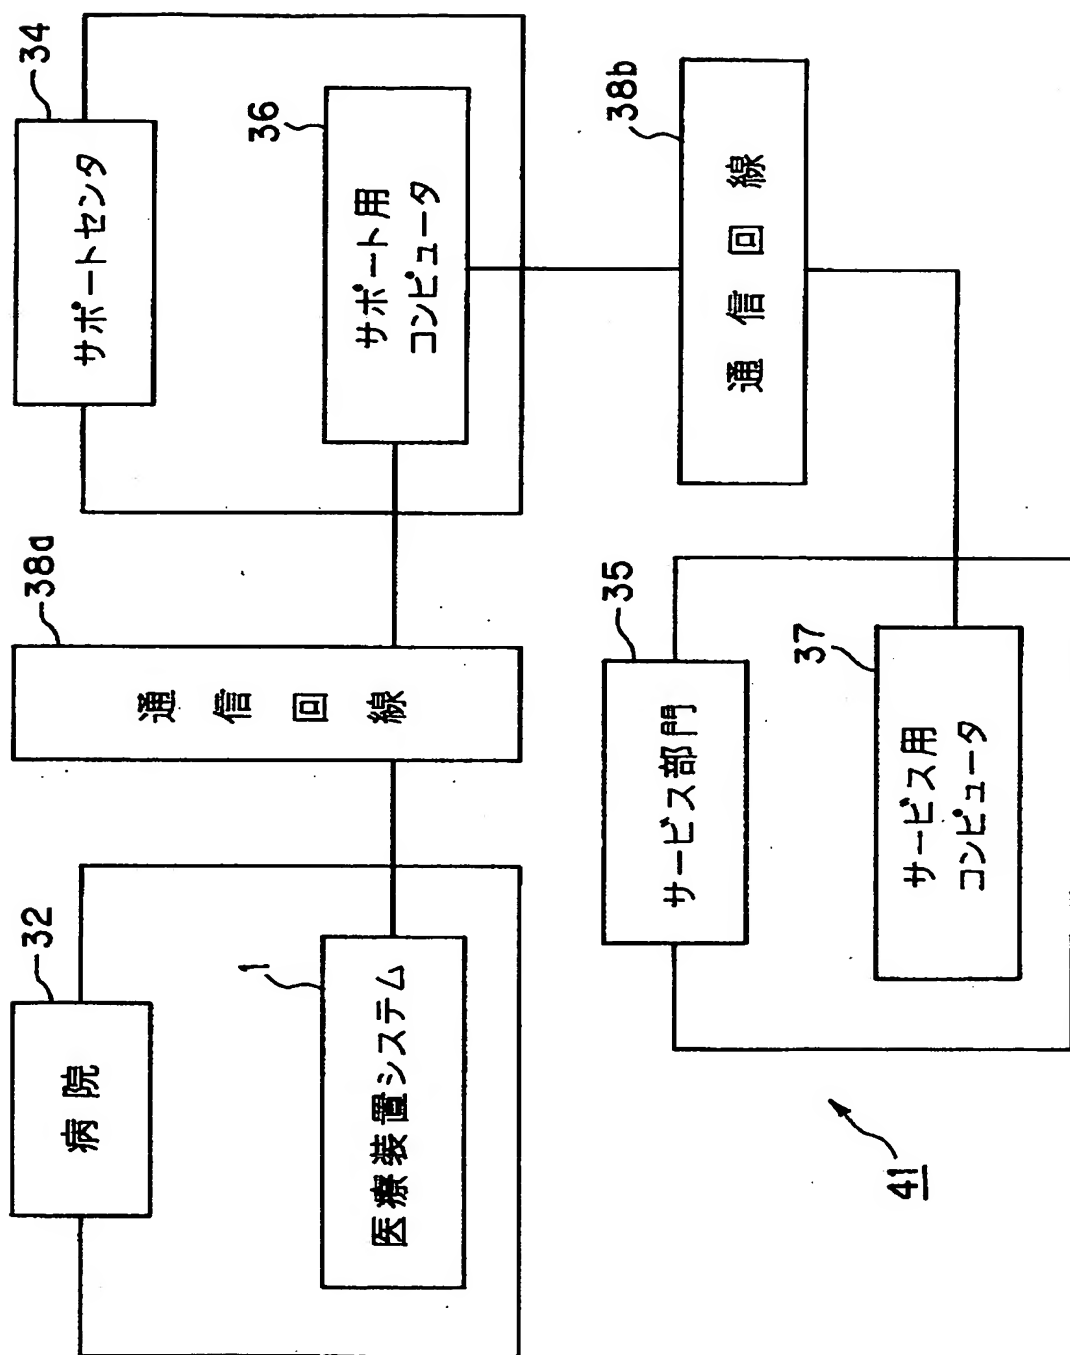 32
病院
1
医療装置システム
38a
通信回線
34
サポートセンタ
36
サポート用
コンピュータ
38b
通信回線
35
サービス部門
37
サービス用
コンピュータ
41